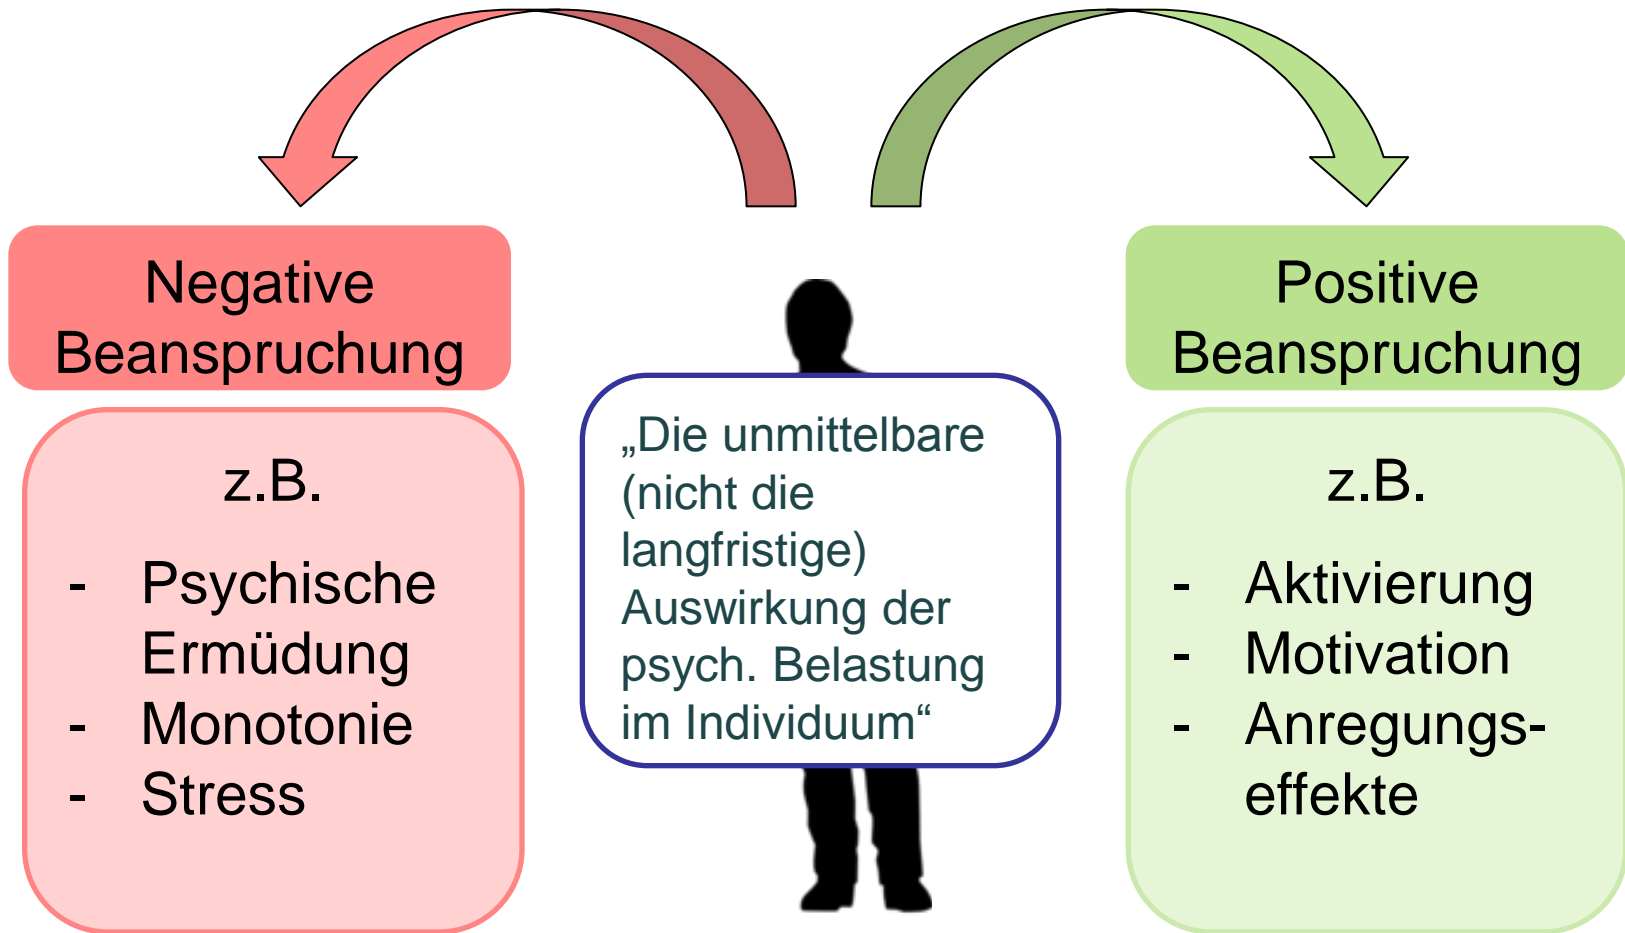 Negative
Beanspruchung
z.B.
- Psychische
Ermüdung
- Monotonie
- Stress
„Die unmittelbare
(nicht die
langfristige)
Auswirkung der
psych. Belastung
im Individuum“
Positive
Beanspruchung
z.B.
- Aktivierung
- Motivation
- Anregungs-
effekte